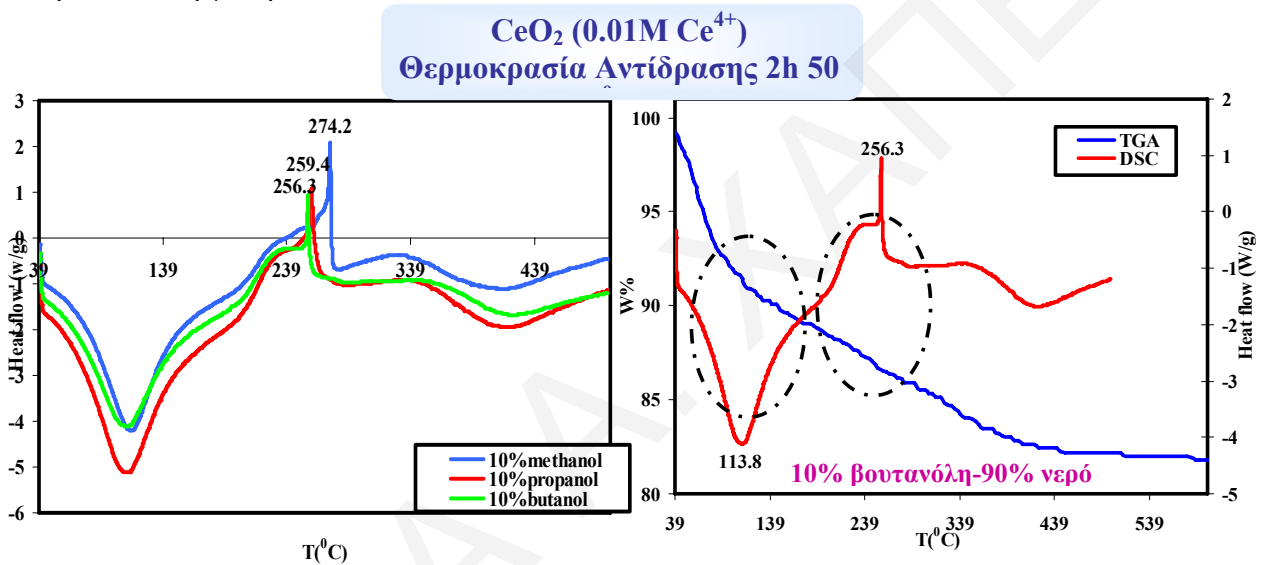 CeO₂ (0.01M Ce⁴⁺)
Θερμοκρασία Αντίδρασης 2h 50
3
2
1
0
-1
-2
-3
-4
-5
-6
Heat flow (w/g)
274.2
259.4
256.3
39 139 239 339 439
10%methanol
10%propanol
10%butanol
T(⁰C)
100
95
90
85
80
W%
TGA
DSC
256.3
113.8
10% βουτανόλη-90% νερό
39 139 239 339 439 539
T(⁰C)
2
1
0
-1
-2
-3
-4
-5
Heat flow (W/g)